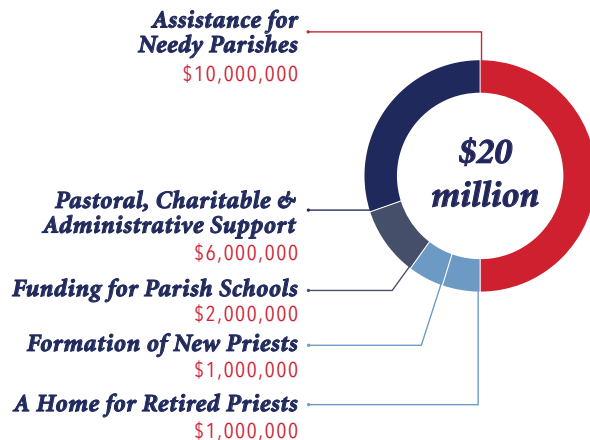 Assistance for
Needy Parishes
$10,000,000
$20
million
Pastoral, Charitable &
Administrative Support
$6,000,000
Funding for Parish Schools
$2,000,000
Formation of New Priests
$1,000,000
A Home for Retired Priests
$1,000,000